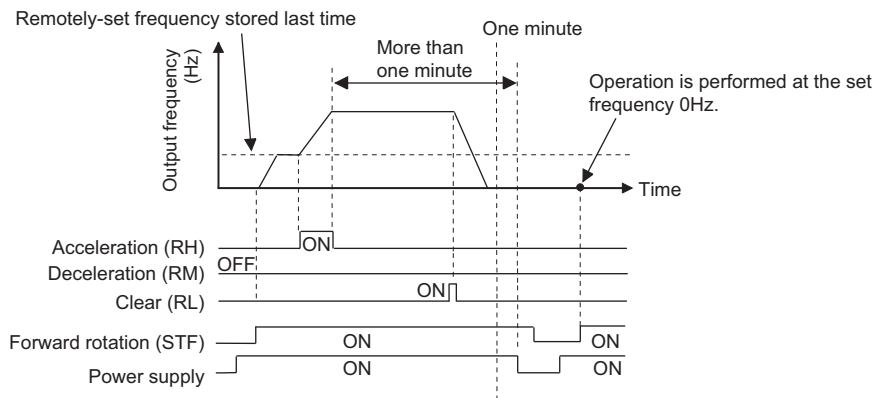 Remotely-set frequency stored last time
One minute
More than
one minute
Output frequency
(Hz)
Operation is performed at the set
frequency 0Hz.
Time
Acceleration (RH)
ON
Deceleration (RM)
OFF
Clear (RL)
ON
Forward rotation (STF)
ON
ON
Power supply
ON
ON